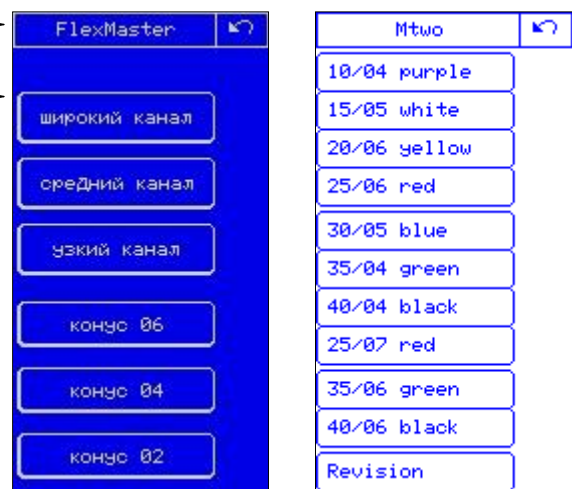 FlexMaster
широкий канал
среДний канал
узкий канал
конус 06
конус 04
конус 02
Mtwo
10/04 purple
15/05 white
20/06 yellow
25/06 red
30/05 blue
35/04 green
40/04 black
25/07 red
35/06 green
40/06 black
Revision